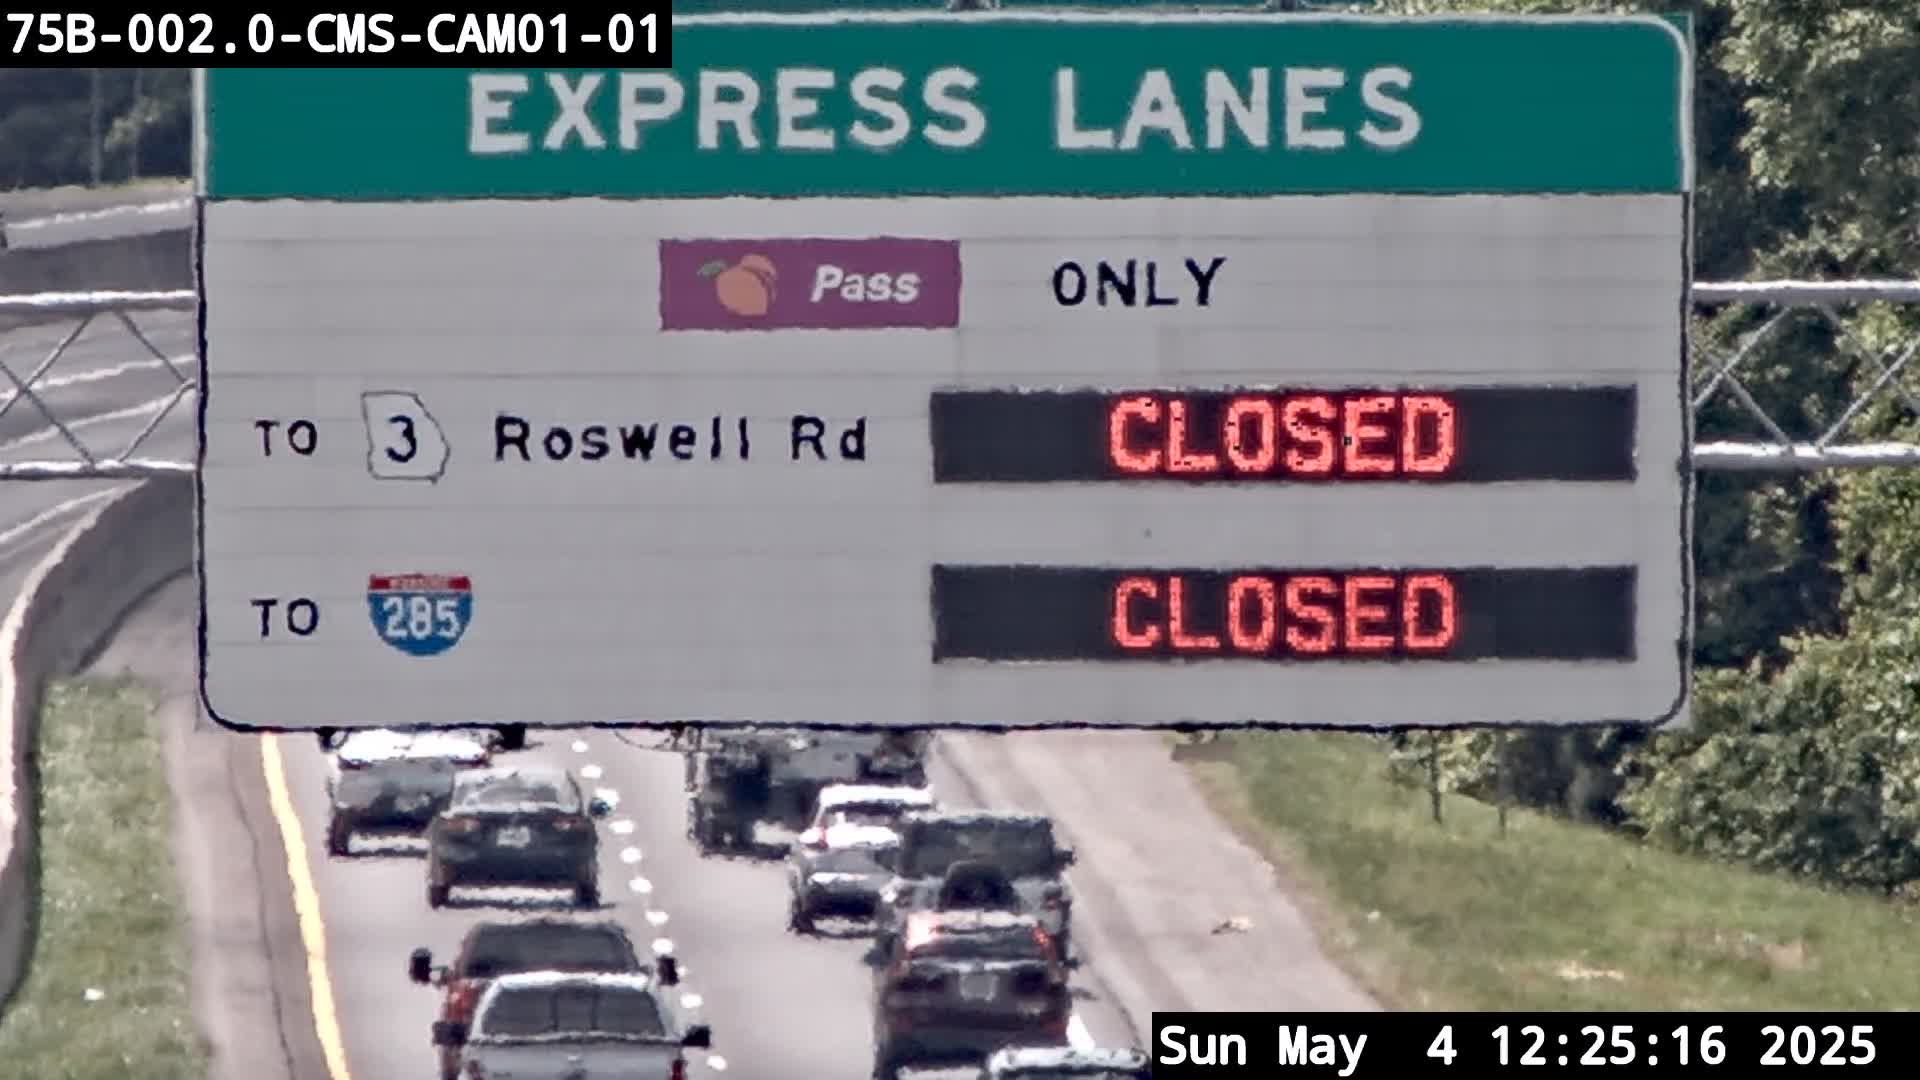 75B-002.0-CMS-CAM01-01
EXPRESS LANES
Pass ONLY
TO 3 Roswell Rd CLOSED
TO 285 CLOSED
Sun May 4 12:25:16 2025